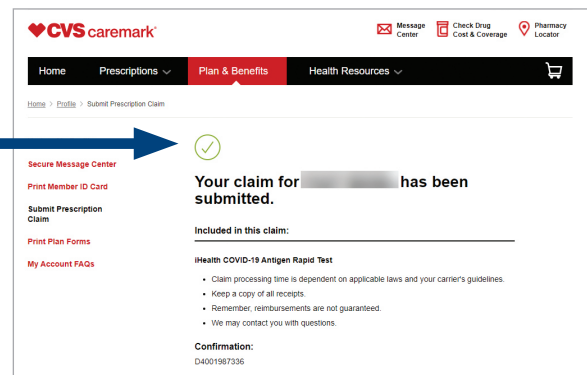 CVS caremark
Message Center
Check Drug Cost & Coverage
Pharmacy Locator
Home Prescriptions Plan & Benefits Health Resources
Home > Profile > Submit Prescription Claim
Secure Message Center
Print Member ID Card
Submit Prescription
Claim
Print Plan Forms
My Account FAQs
Your claim for has been
submitted.
Included in this claim:
iHealth COVID-19 Antigen Rapid Test
• Claim processing time is dependent on applicable laws and your carrier's guidelines.
• Keep a copy of all receipts.
• Remember, reimbursements are not guaranteed.
• We may contact you with questions.
Confirmation:
D4001987336